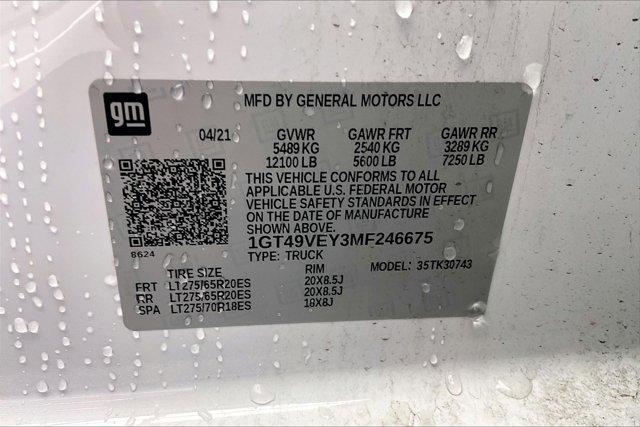 gm
MFD BY GENERAL MOTORS LLC
04/21 GVWR GAWR FRT GAWR RR
5489 KG 2540 KG 3289 KG
12100 LB 5600 LB 7250 LB
THIS VEHICLE CONFORMS TO ALL
APPLICABLE U.S. FEDERAL MOTOR
VEHICLE SAFETY STANDARDS IN EFFECT
ON THE DATE OF MANUFACTURE
SHOWN ABOVE.
1GT49VEY3MF246675
8624
TYPE: TRUCK MODEL: 35TK30743
TIRE SIZE RIM
FRT LT275/65R20ES 20X8.5J
RR LT275/65R20ES 20X8.5J
SPA LT275/70R18ES 18X8J